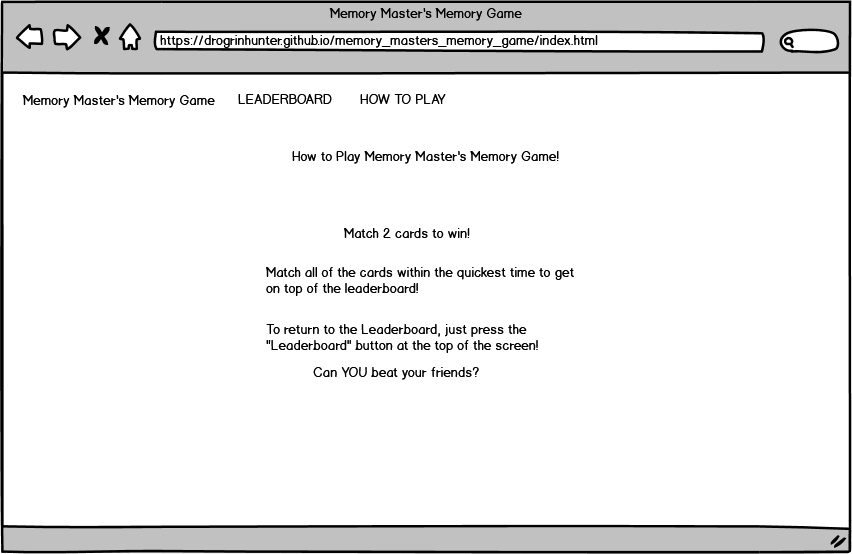 Memory Master's Memory Game
https://drogrinhunter.github.io/memory_masters_memory_game/index.html
Memory Master's Memory Game LEADERBOARD HOW TO PLAY
How to Play Memory Master's Memory Game!
Match 2 cards to win!
Match all of the cards within the quickest time to get
on top of the leaderboard!
To return to the Leaderboard, just press the
"Leaderboard" button at the top of the screen!
Can YOU beat your friends?